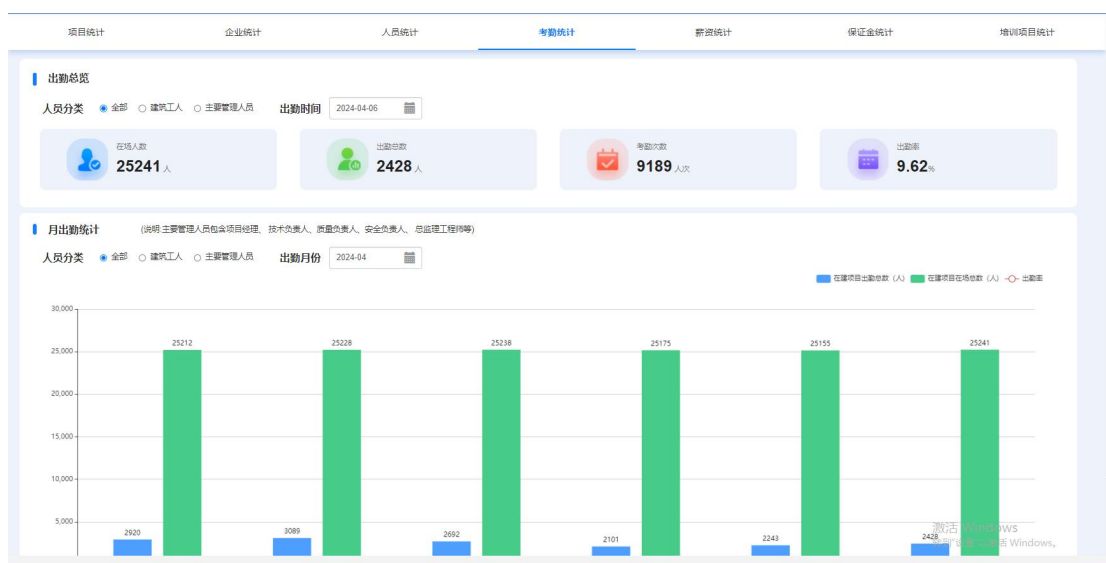 项目统计 企业统计 人员统计 考勤统计 薪资统计 保证金统计 培训项目统计
出勤总览
人员分类 全部 建筑工人 主要管理人员 出勤时间 2024-04-06
在场人数 出勤总数 考勤次数 出勤率
25241人 2428人 9189人次 9.62%
月出勤统计 (说明:主要管理人员包含项目经理、技术负责人、质量负责人、安全负责人、总监理工程师等)
人员分类 全部 建筑工人 主要管理人员 出勤月份 2024-04
在建项目出勤总数（人） 在建项目在场总数（人） 出勤率
30,000
25212 25228 25238 25175 25155 25241
25,000
20,000
15,000
10,000
5,000
2920 3089 2692 2101 2243 2428
激活 Windows
Windows。